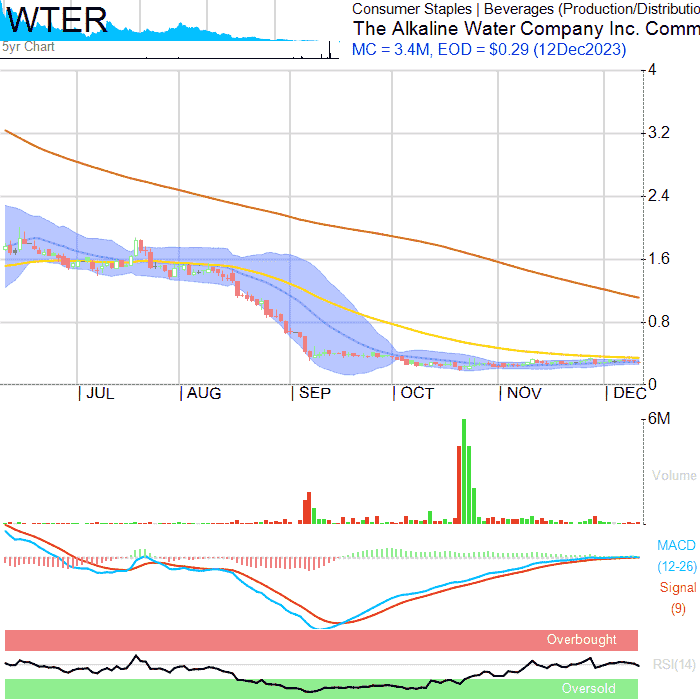 WTER
Consumer Staples | Beverages (Production/Distributio
The Alkaline Water Company Inc. Comm
MC = 3.4M, EOD = $0.29 (12Dec2023)
5yr Chart
4
3.2
2.4
1.6
0.8
0
JUL AUG SEP OCT NOV DEC
6M
Volume
MACD
(12-26)
Signal
(9)
Overbought
RSI(14)
Oversold